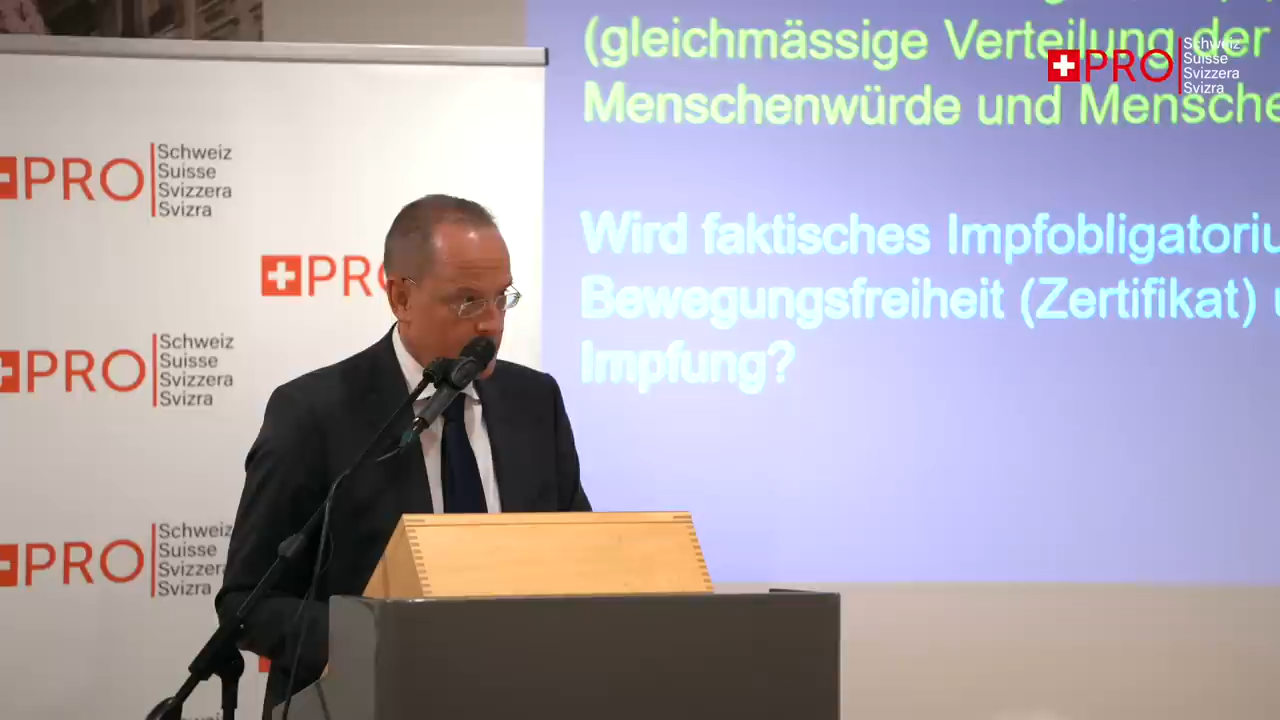 (gleichmässige Verteilung der
Menschenwürde und Mensche
Wird faktisches Impfobligatoriu
Bewegungsfreiheit (Zertifikat) u
Impfung?
PRO Schweiz
Suisse
Svizzera
Svizra
PRO Schweiz
Suisse
Svizzera
Svizra
PRO
PRO Schweiz
Suisse
Svizzera
Svizra
PRO Schweiz
Suisse
Svizzera
Svizra